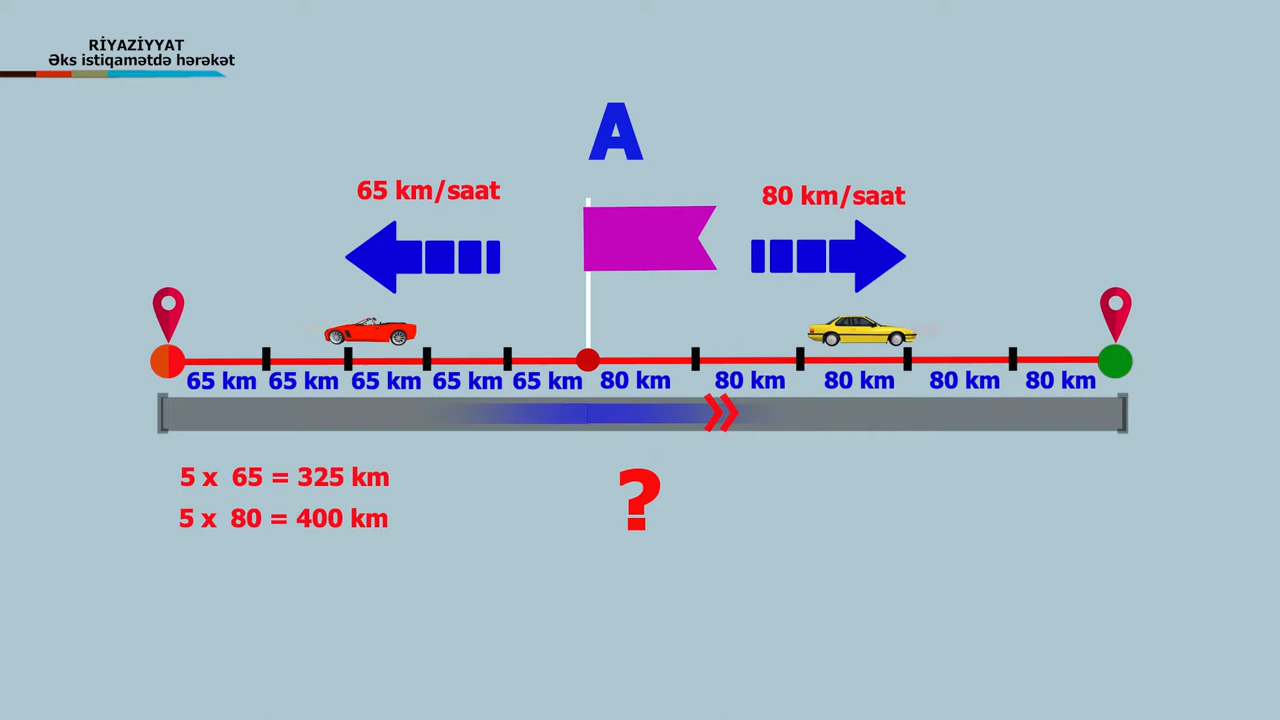 RİYAZİYYAT
Əks istiqamətdə hərəkət
A
65 km/saat
80 km/saat
65 km 65 km 65 km 65 km 65 km 80 km 80 km 80 km 80 km 80 km
5 x 65 = 325 km
5 x 80 = 400 km
?